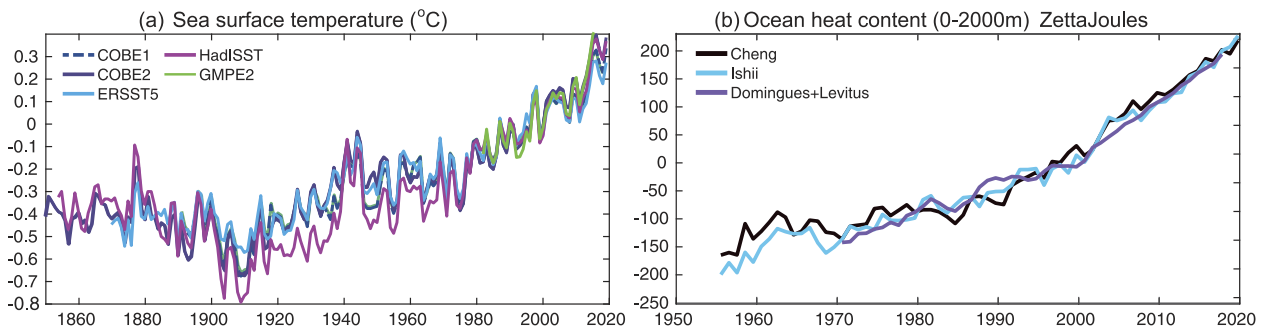 (a) Sea surface temperature (°C)
COBE1
COBE2
ERSST5
HadISST
GMPE2
0.3
0.2
0.1
0
-0.1
-0.2
-0.3
-0.4
-0.5
-0.6
-0.7
-0.8
1860 1880 1900 1920 1940 1960 1980 2000 2020
(b) Ocean heat content (0-2000m) ZettaJoules
Cheng
Ishii
Domingues+Levitus
200
150
100
50
0
-50
-100
-150
-200
-250
1950 1960 1970 1980 1990 2000 2010 2020